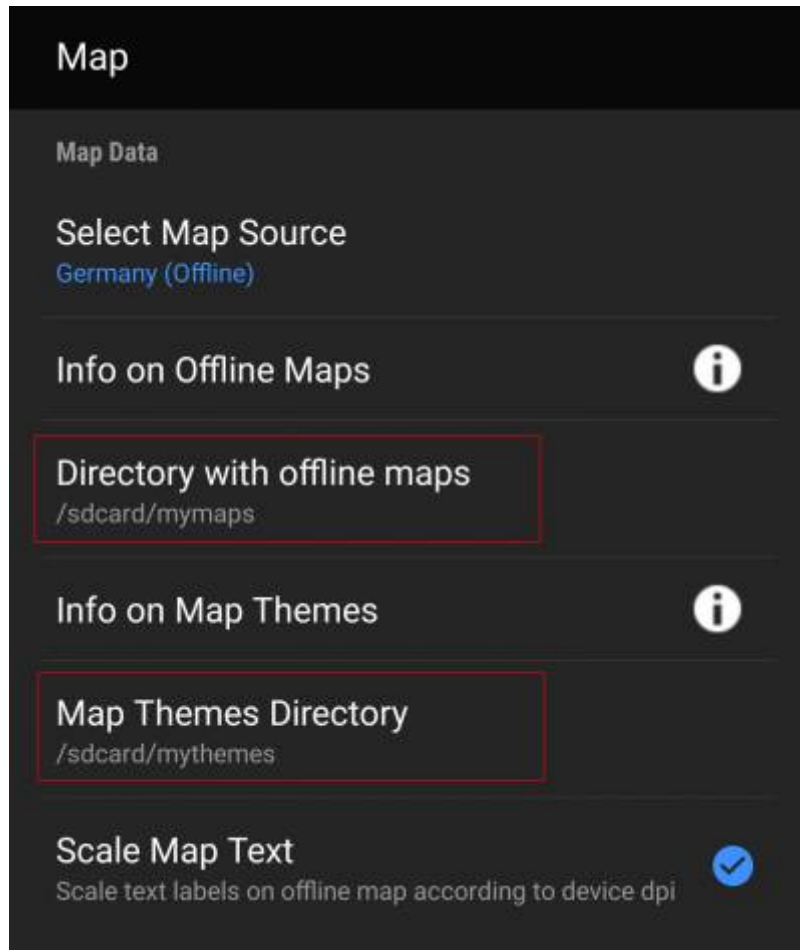 Map
Map Data
Select Map Source
Germany (Offline)
Info on Offline Maps
Directory with offline maps
/sdcard/mymaps
Info on Map Themes
Map Themes Directory
/sdcard/mythemes
Scale Map Text
Scale text labels on offline map according to device dpi